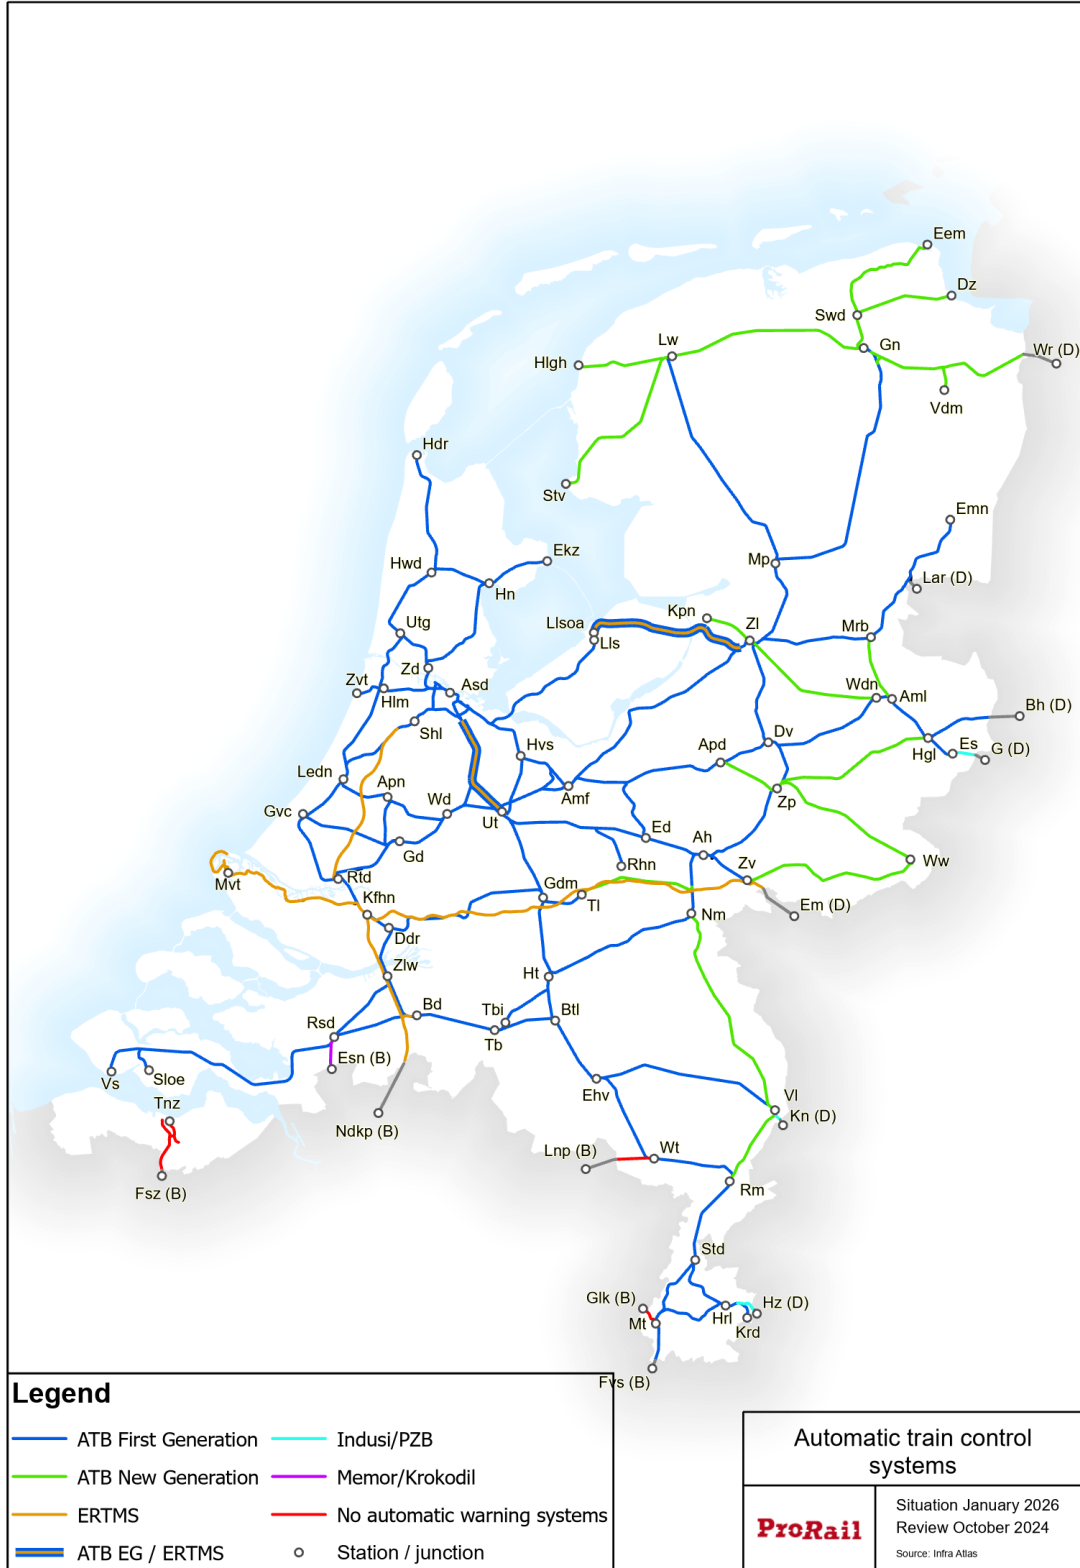 Eem
Dz
Swd
Gn
Lw
Wr (D)
Hlgh
Vdm
Hdr
Stv
Emn
Ekz
Hwd
Mp
Hn
Lar (D)
Kpn
Llsoa
Utg
Zl
Mrb
Lls
Zd
Zvt
Asd
Wdn
Aml
Hlm
Bh (D)
Shl
Dv
Hvs
Apd
Es
G (D)
Hgl
Ledn
Apn
Amf
Zp
Gvc
Wd
Ut
Ed
Ah
Gd
Rhn
Zv
Ww
Mvt
Rtd
Kfhn
Gdm
Tl
Em (D)
Nm
Ddr
Zlw
Ht
Bd
Tbi
Btl
Rsd
Tb
Esn (B)
Vs
Sloe
Ehv
Tnz
Vl
Kn (D)
Ndkp (B)
Lnp (B)
Wt
Fsz (B)
Rm
Std
Glk (B)
Hz (D)
Mt
Hrl
Krd
Fvs (B)
Legend
ATB First Generation
Indusi/PZB
ATB New Generation
Memor/Krokodil
ERTMS
No automatic warning systems
ATB EG / ERTMS
Station / junction
Automatic train control
systems
ProRail
Situation January 2026
Review October 2024
Source: Infra Atlas